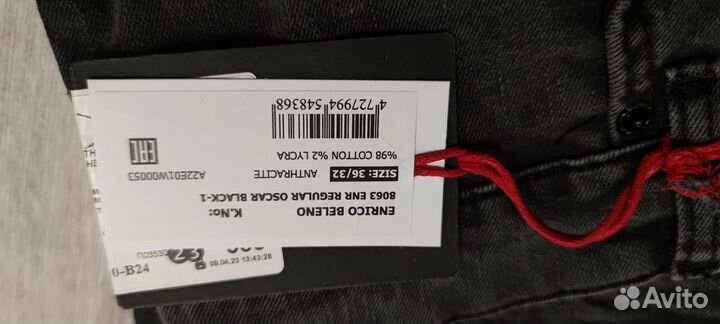 ENRICO BELENO
K.No:
8063 ENR REGULAR OSCAR BLACK-1
SIZE: 36/32
ANTHRACITE
A22E01W00053
%98 COTTON %2 LYCRA
EAC
4 727994 548368
09.04.23 13:43:28
0-B24
Avito